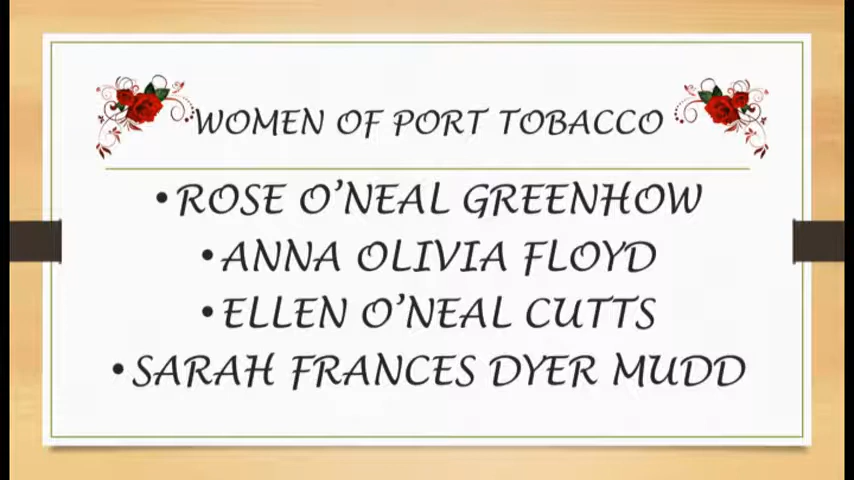 WOMEN OF PORT TOBACCO
•ROSE O’NEAL GREENHOW
•ANNA OLIVIA FLOYD
•ELLEN O’NEAL CUTTS
•SARAH FRANCES DYER MUDD